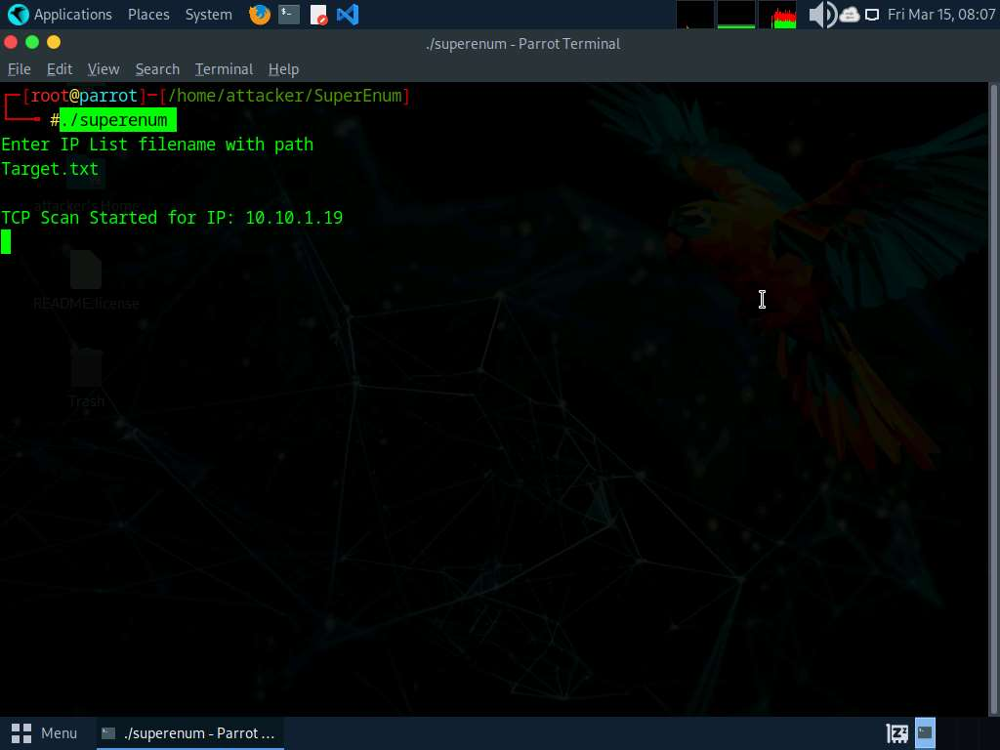 Applications Places System Fri Mar 15, 08:07
./superenum - Parrot Terminal
File Edit View Search Terminal Help
[root@parrot]-[/home/attacker/SuperEnum]
#./superenum
Enter IP List filename with path
Target.txt
attacker's Home
TCP Scan Started for IP: 10.10.1.19
README.license
Trash
Menu ./superenum - Parrot ...